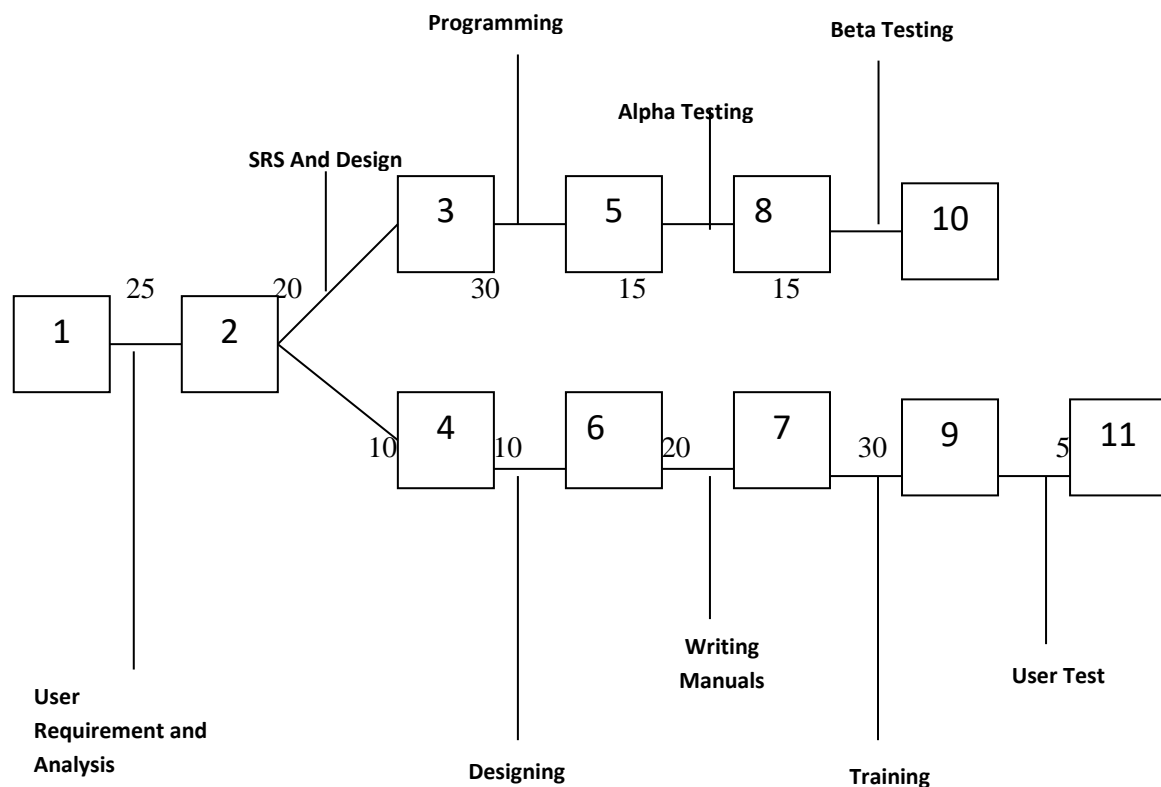 Programming
Beta Testing
Alpha Testing
SRS And Design
3
5
8
10
25
20
30
15
15
1
2
4
6
7
9
11
10
10
20
30
5
Writing
Manuals
User Test
User
Requirement and
Analysis
Designing
Training